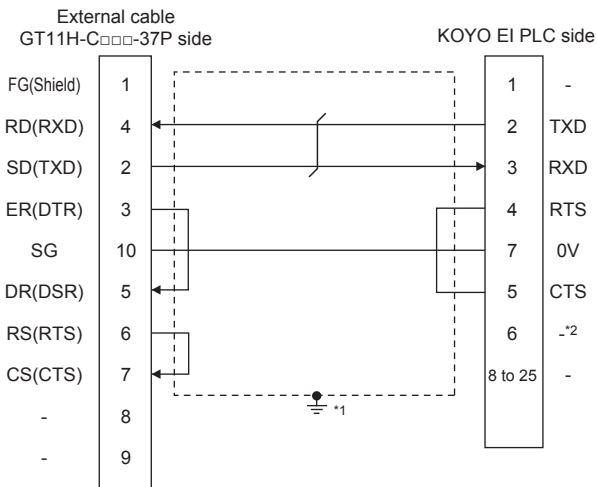 External cable
GT11H-C□□□-37P side
KOYO EI PLC side
FG(Shield) 1 1 -
RD(RXD) 4 2 TXD
SD(TXD) 2 3 RXD
ER(DTR) 3 4 RTS
SG 10 7 0V
DR(DSR) 5 5 CTS
RS(RTS) 6 6 -*2
CS(CTS) 7 8 to 25 -
*1
- 8
- 9